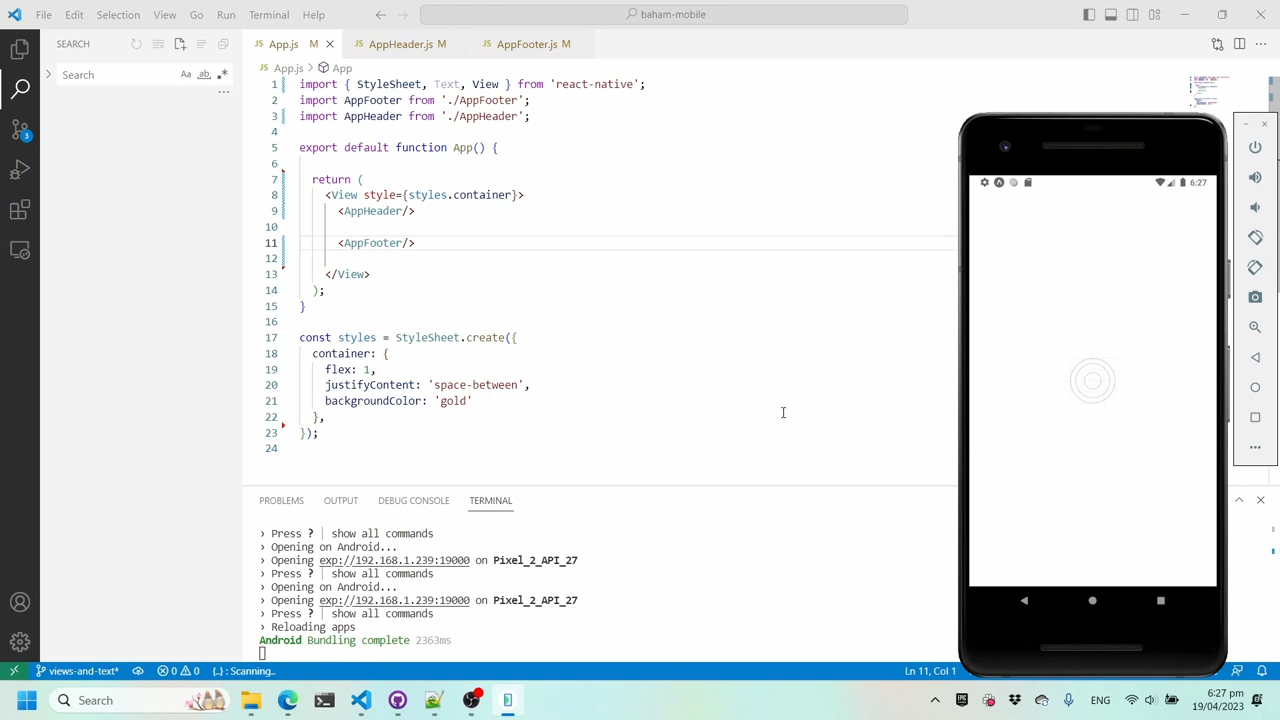 File Edit Selection View Go Run Terminal Help
baham-mobile
SEARCH
Search
Aa ab
App.js M
AppHeader.js M
AppFooter.js M
App.js > App
1 import { StyleSheet, Text, View } from 'react-native';
2 import AppFooter from './AppFooter';
3 import AppHeader from './AppHeader';
4
5 export default function App() {
6
7 return (
8 <View style={styles.container}>
9 <AppHeader/>
10
11 <AppFooter/>
12
13 </View>
14 );
15 }
16
17 const styles = StyleSheet.create({
18 container: {
19 flex: 1,
20 justifyContent: 'space-between',
21 backgroundColor: 'gold'
22 },
23 });
24
6:27
3
PROBLEMS OUTPUT DEBUG CONSOLE TERMINAL
› Press ? | show all commands
› Opening on Android...
› Opening exp://192.168.1.239:19000 on Pixel_2_API_27
› Press ? | show all commands
› Opening on Android...
› Opening exp://192.168.1.239:19000 on Pixel_2_API_27
› Press ? | show all commands
› Reloading apps
Android Bundling complete 2363ms
views-and-text* 0 0 {..} : Scanning..
Ln 11, Col 1
Search
ENG
6:27 pm
19/04/2023